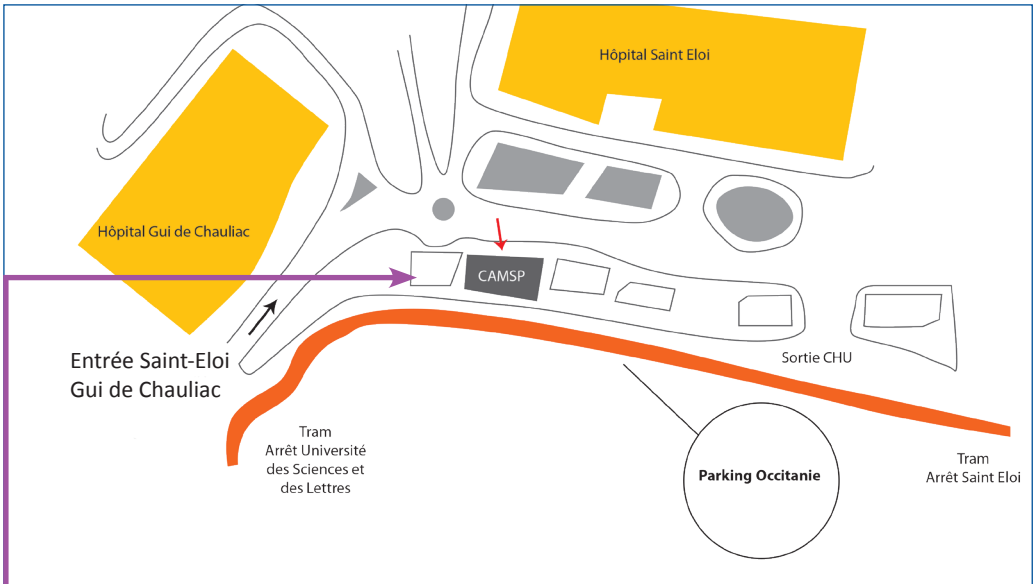 Hôpital Saint Eloi
Hôpital Gui de Chauliac
CAMSP
Entrée Saint-Eloi
Gui de Chauliac
Sortie CHU
Tram
Arrêt Université
des Sciences et
des Lettres
Parking Occitanie
Tram
Arrêt Saint Eloi